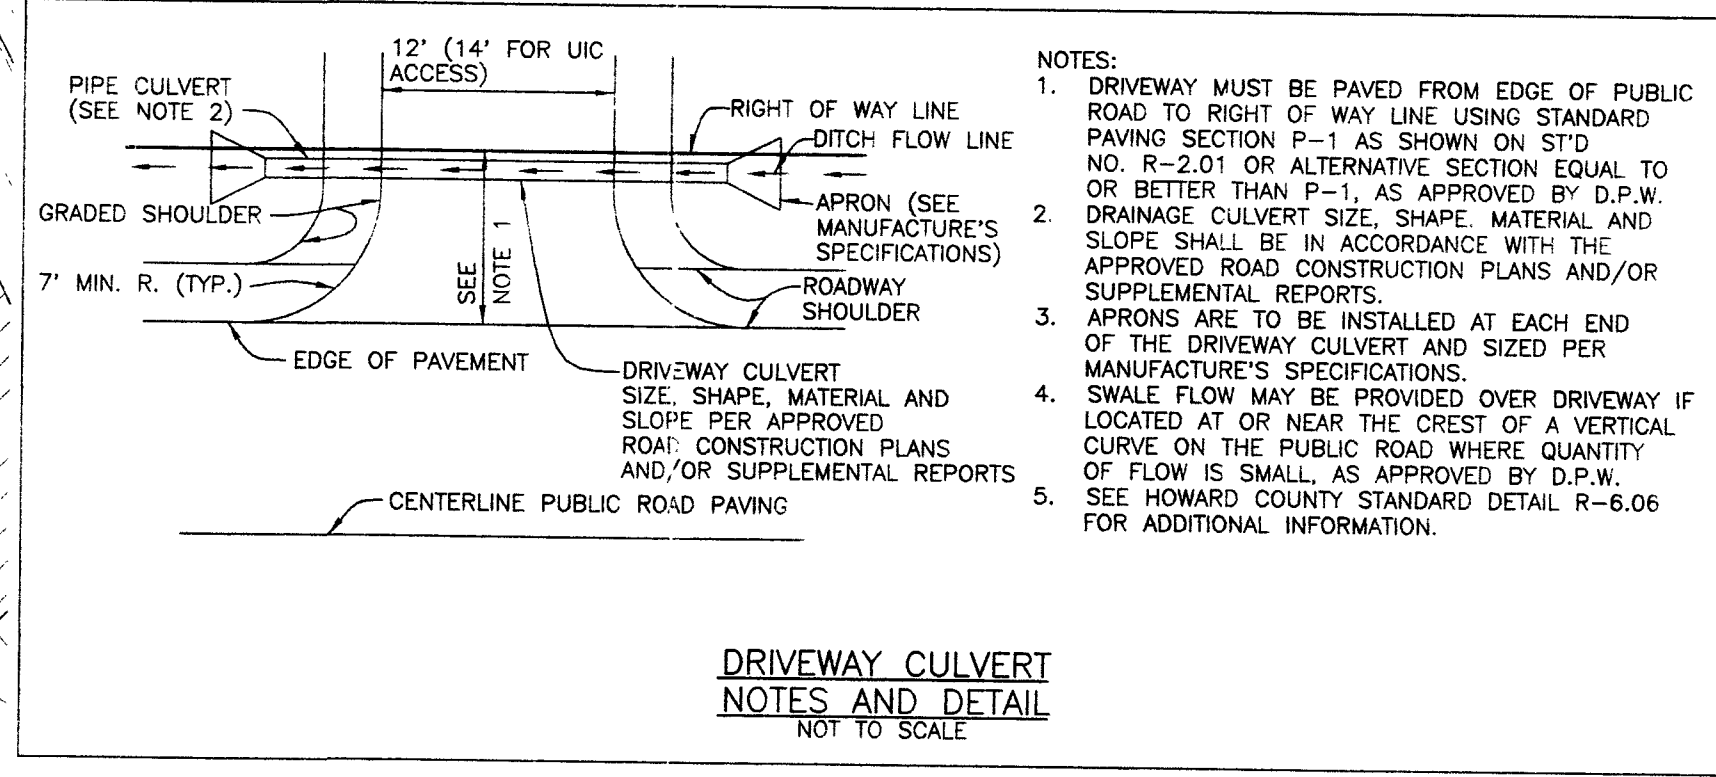 12' (14' FOR UIC
ACCESS)
PIPE CULVERT
(SEE NOTE 2)
RIGHT OF WAY LINE
DITCH FLOW LINE
GRADED SHOULDER
APRON (SEE
MANUFACTURE'S
SPECIFICATIONS)
7' MIN. R. (TYP.)
SEE
NOTE 1
ROADWAY
SHOULDER
EDGE OF PAVEMENT
DRIVEWAY CULVERT
SIZE, SHAPE, MATERIAL AND
SLOPE PER APPROVED
ROAD CONSTRUCTION PLANS
AND/OR SUPPLEMENTAL REPORTS
CENTERLINE PUBLIC ROAD PAVING
NOTES:
1. DRIVEWAY MUST BE PAVED FROM EDGE OF PUBLIC
ROAD TO RIGHT OF WAY LINE USING STANDARD
PAVING SECTION P-1 AS SHOWN ON ST'D
NO. R-2.01 OR ALTERNATIVE SECTION EQUAL TO
OR BETTER THAN P-1, AS APPROVED BY D.P.W.
2. DRAINAGE CULVERT SIZE, SHAPE. MATERIAL AND
SLOPE SHALL BE IN ACCORDANCE WITH THE
APPROVED ROAD CONSTRUCTION PLANS AND/OR
SUPPLEMENTAL REPORTS.
3. APRONS ARE TO BE INSTALLED AT EACH END
OF THE DRIVEWAY CULVERT AND SIZED PER
MANUFACTURE'S SPECIFICATIONS.
4. SWALE FLOW MAY BE PROVIDED OVER DRIVEWAY IF
LOCATED AT OR NEAR THE CREST OF A VERTICAL
CURVE ON THE PUBLIC ROAD WHERE QUANTITY
OF FLOW IS SMALL, AS APPROVED BY D.P.W.
5. SEE HOWARD COUNTY STANDARD DETAIL R-6.06
FOR ADDITIONAL INFORMATION.
DRIVEWAY CULVERT
NOTES AND DETAIL
NOT TO SCALE